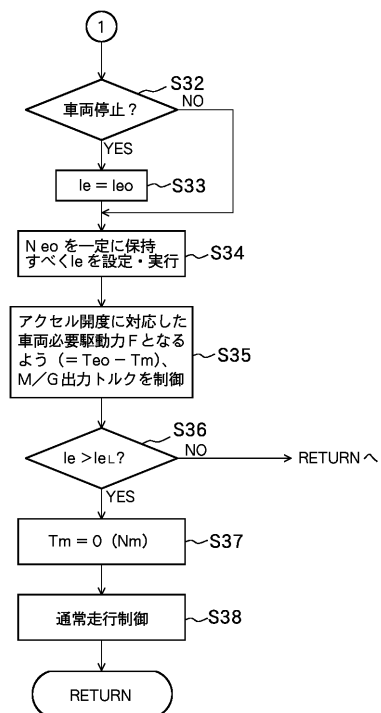 1
S32
車両停止？
NO
YES
Ie = Ieo
S33
N eo を一定に保持
すべくIe を設定・実行
S34
アクセル開度に対応した
車両必要駆動力Ｆとなる
よう（= Teo − Tm）、
M／G 出力トルクを制御
S35
S36
Ie >IeL?
NO
RETURN へ
YES
Tm = 0（Nm）
S37
通常走行制御
S38
RETURN